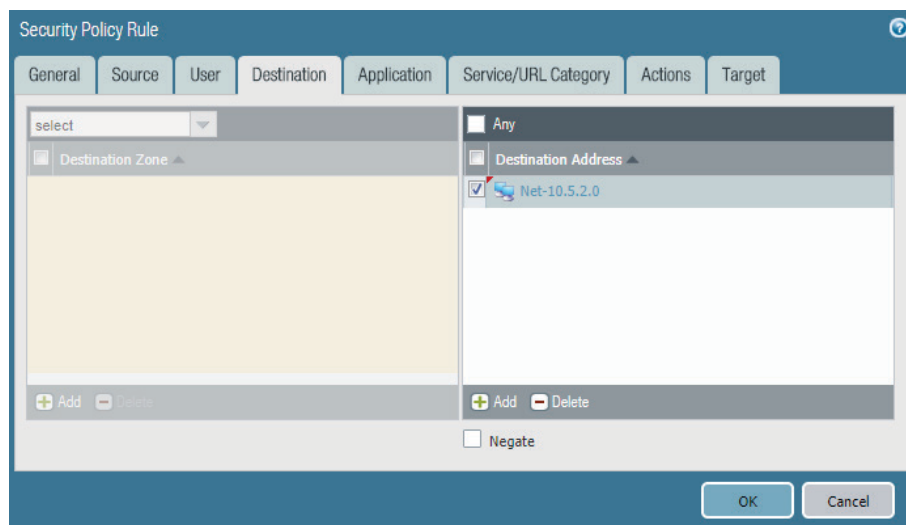 Security Policy Rule
General Source User Destination Application Service/URL Category Actions Target
select
Any
Destination Zone
Destination Address
Net-10.5.2.0
Add Delete
Add Delete
Negate
OK Cancel